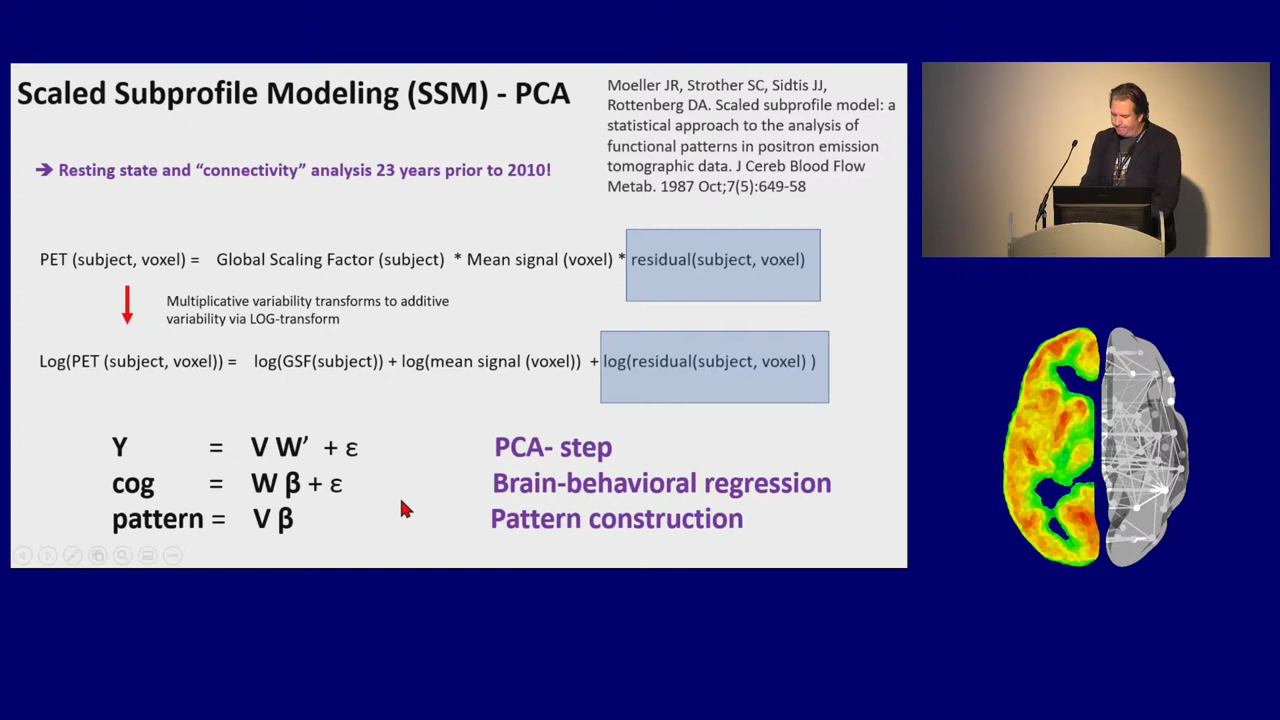 Scaled Subprofile Modeling (SSM) - PCA
Moeller JR, Strother SC, Sidtis JJ,
Rottenberg DA. Scaled subprofile model: a
statistical approach to the analysis of
functional patterns in positron emission
tomographic data. J Cereb Blood Flow
Metab. 1987 Oct;7(5):649-58
➔ Resting state and “connectivity” analysis 23 years prior to 2010!
PET (subject, voxel) = Global Scaling Factor (subject) * Mean signal (voxel) * residual(subject, voxel)
Multiplicative variability transforms to additive
variability via LOG-transform
Log(PET (subject, voxel)) = log(GSF(subject)) + log(mean signal (voxel)) + log(residual(subject, voxel) )
Y = V W’ + ε PCA- step
cog = W β + ε Brain-behavioral regression
pattern = V β Pattern construction